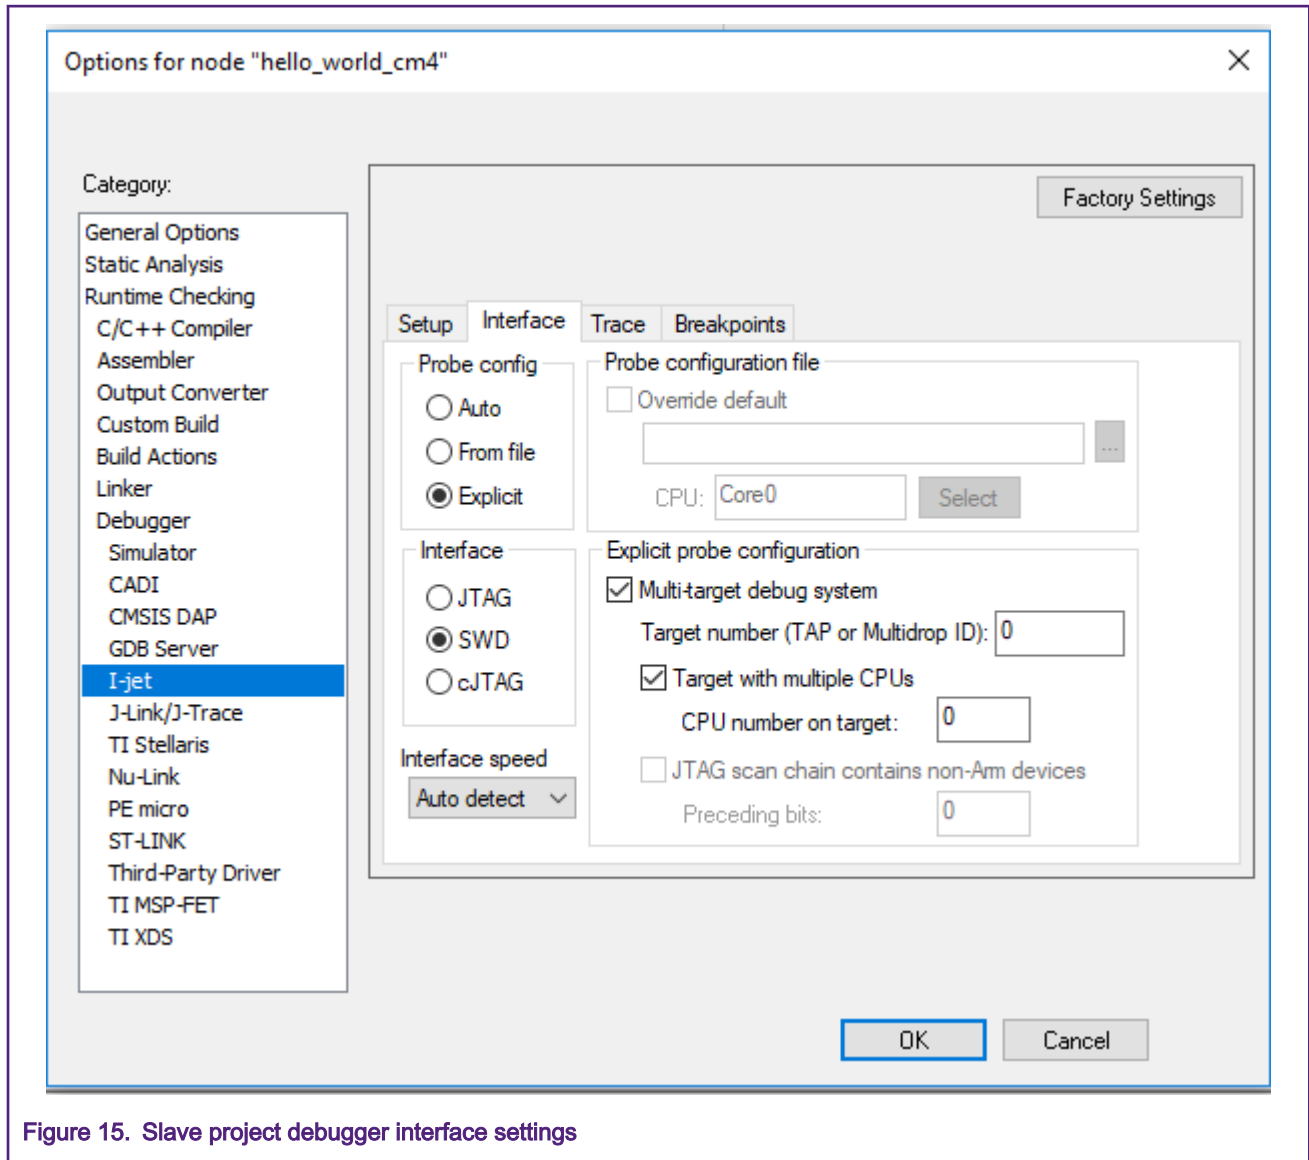 Options for node "hello_world_cm4"
Category:
Factory Settings
General Options
Static Analysis
Runtime Checking
C/C++ Compiler
Assembler
Output Converter
Custom Build
Build Actions
Linker
Debugger
Simulator
CADI
CMSIS DAP
GDB Server
I-jet
J-Link/J-Trace
TI Stellaris
Nu-Link
PE micro
ST-LINK
Third-Party Driver
TI MSP-FET
TI XDS
Setup Interface Trace Breakpoints
Probe config
Auto
From file
Explicit
Probe configuration file
Override default
...
CPU: Core0 Select
Interface
JTAG
SWD
cJTAG
Interface speed
Auto detect
Explicit probe configuration
Multi-target debug system
Target number (TAP or Multidrop ID): 0
Target with multiple CPUs
CPU number on target: 0
JTAG scan chain contains non-Arm devices
Preceding bits: 0
OK Cancel
Figure 15. Slave project debugger interface settings